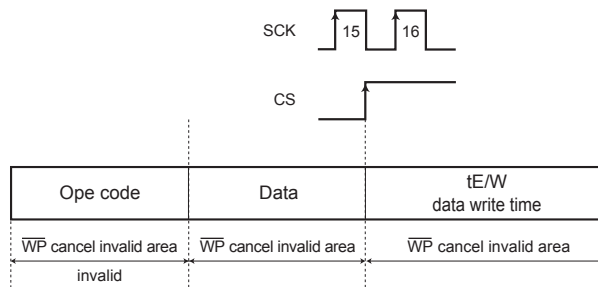 SCK
15
16
CS
Ope code
Data
tE/W
data write time
WP cancel invalid area
WP cancel invalid area
WP cancel invalid area
invalid